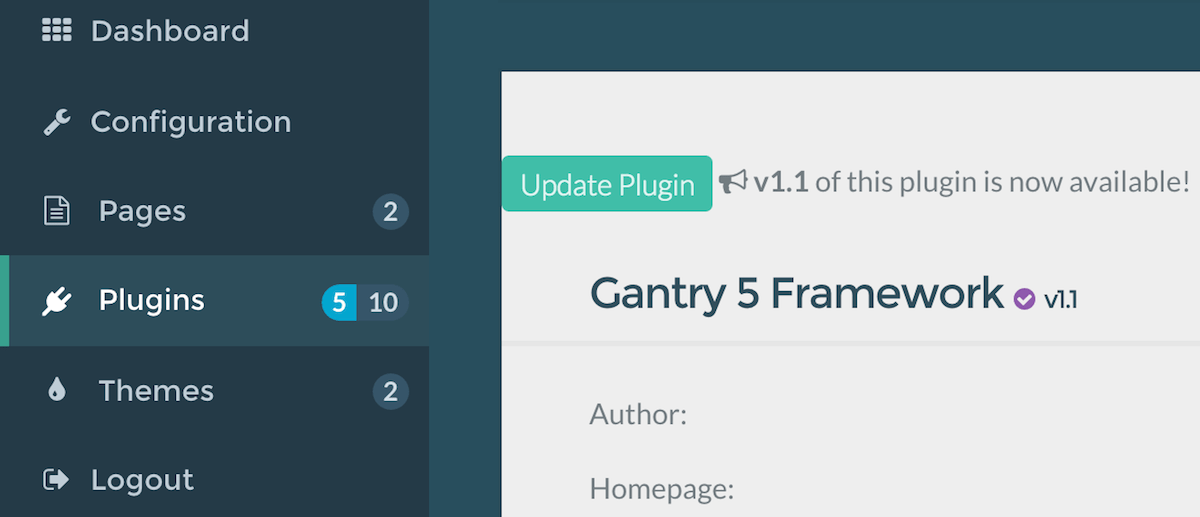 Dashboard
Configuration
Pages 2
Plugins 5 10
Themes 2
Logout
Update Plugin v1.1 of this plugin is now available!
Gantry 5 Framework v1.1
Author:
Homepage: